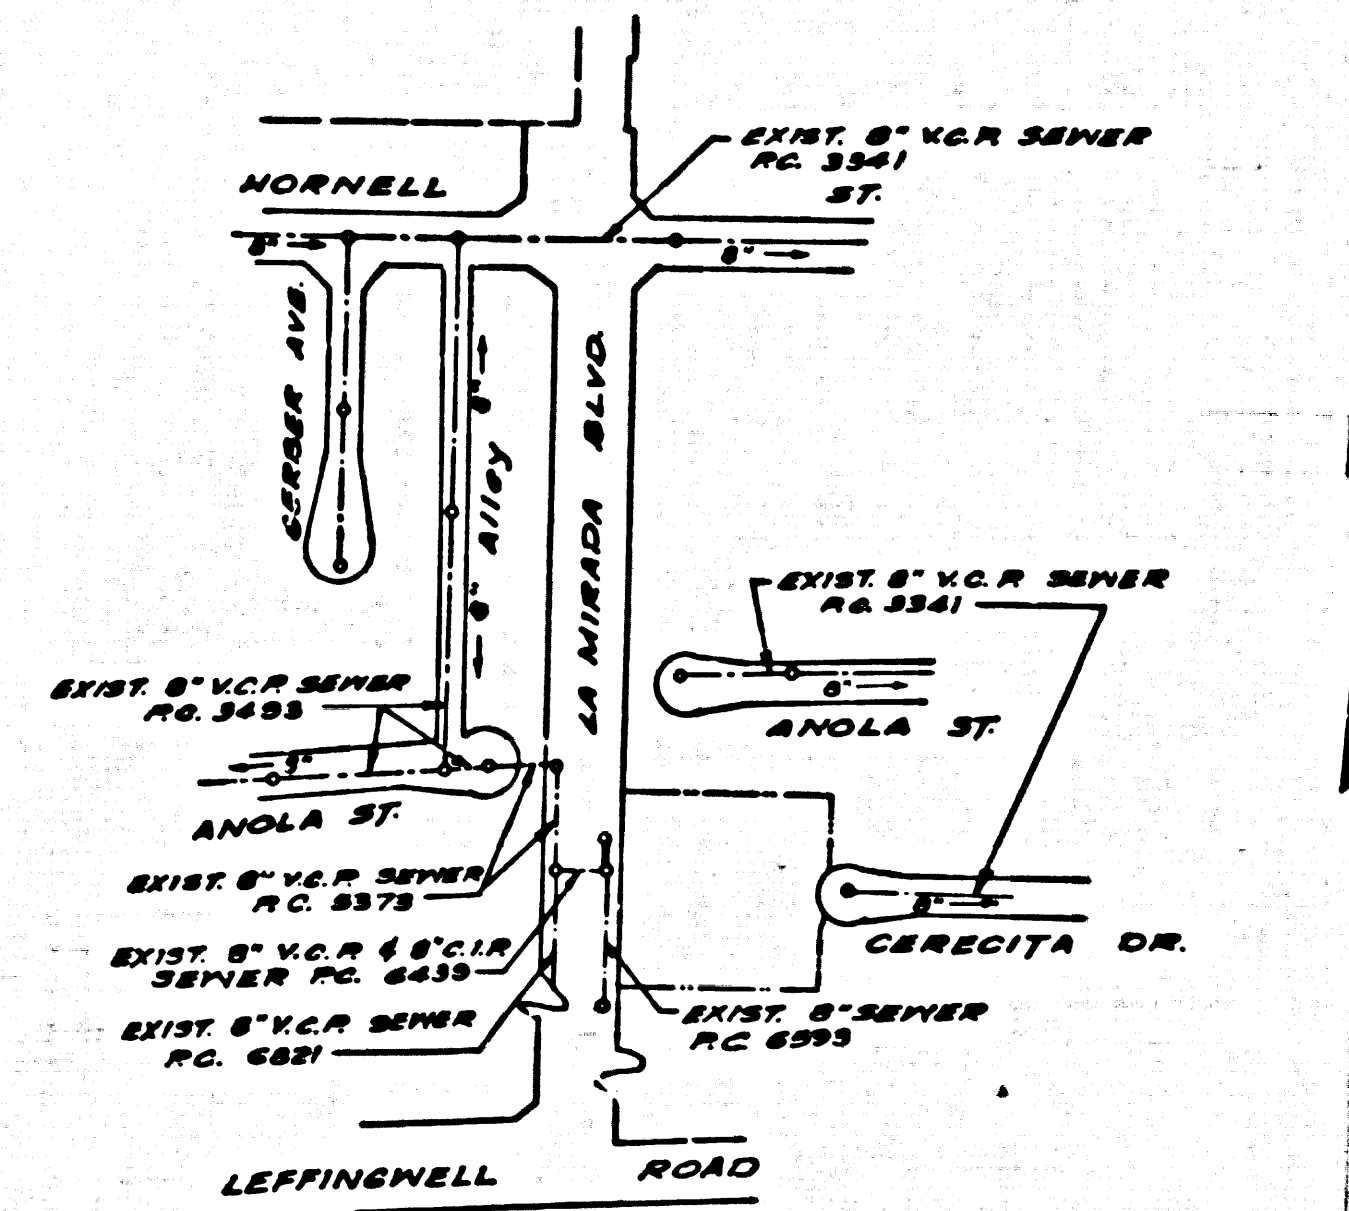 EXIST. 8" V.C.P. SEWER
P.C. 3341
HORNELL
ST.
8"
8"
GERBER AVE.
8"
Alley
8"
LA MIRADA BLVD.
EXIST. 8" V.C.P. SEWER
P.C. 3341
8"
ANOLA ST.
EXIST. 8" V.C.P. SEWER
P.C. 3493
8"
ANOLA ST.
EXIST. 8" V.C.P. SEWER
P.C. 5373
8"
CERECITA DR.
EXIST. 8" V.C.P. & 8" C.I.P.
SEWER P.C. 6439
EXIST. 8" V.C.P. SEWER
P.C. 6821
EXIST. 8" SEWER
P.C. 6593
LEFFINGWELL ROAD